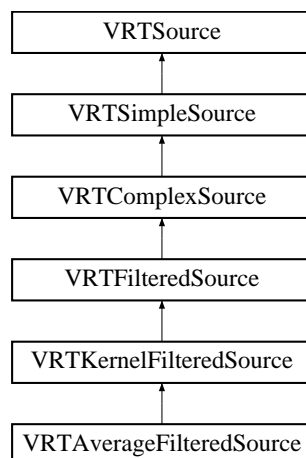 VRTSource
VRTSimpleSource
VRTComplexSource
VRTFilteredSource
VRTKernelFilteredSource
VRTAverageFilteredSource